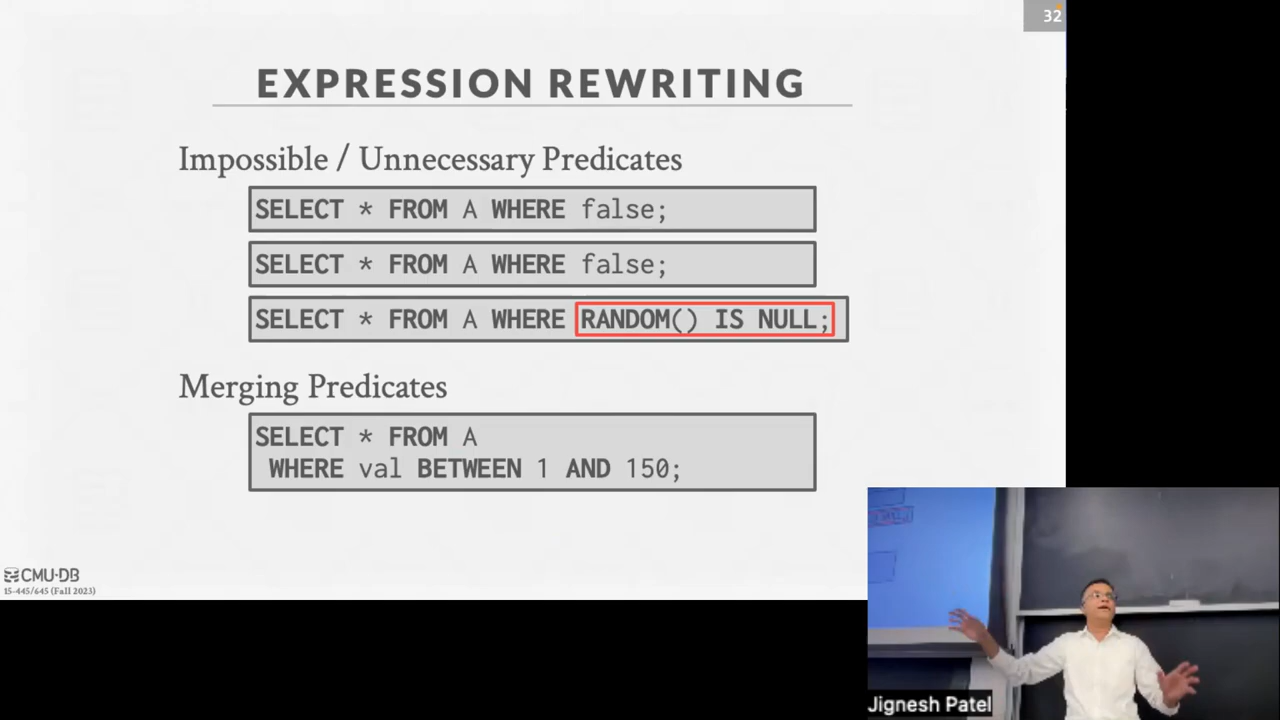 32
EXPRESSION REWRITING
Impossible / Unnecessary Predicates
SELECT * FROM A WHERE false;
SELECT * FROM A WHERE false;
SELECT * FROM A WHERE RANDOM() IS NULL;
Merging Predicates
SELECT * FROM A
WHERE val BETWEEN 1 AND 150;
CMU·DB
15-445/645 (Fall 2023)
Jignesh Patel